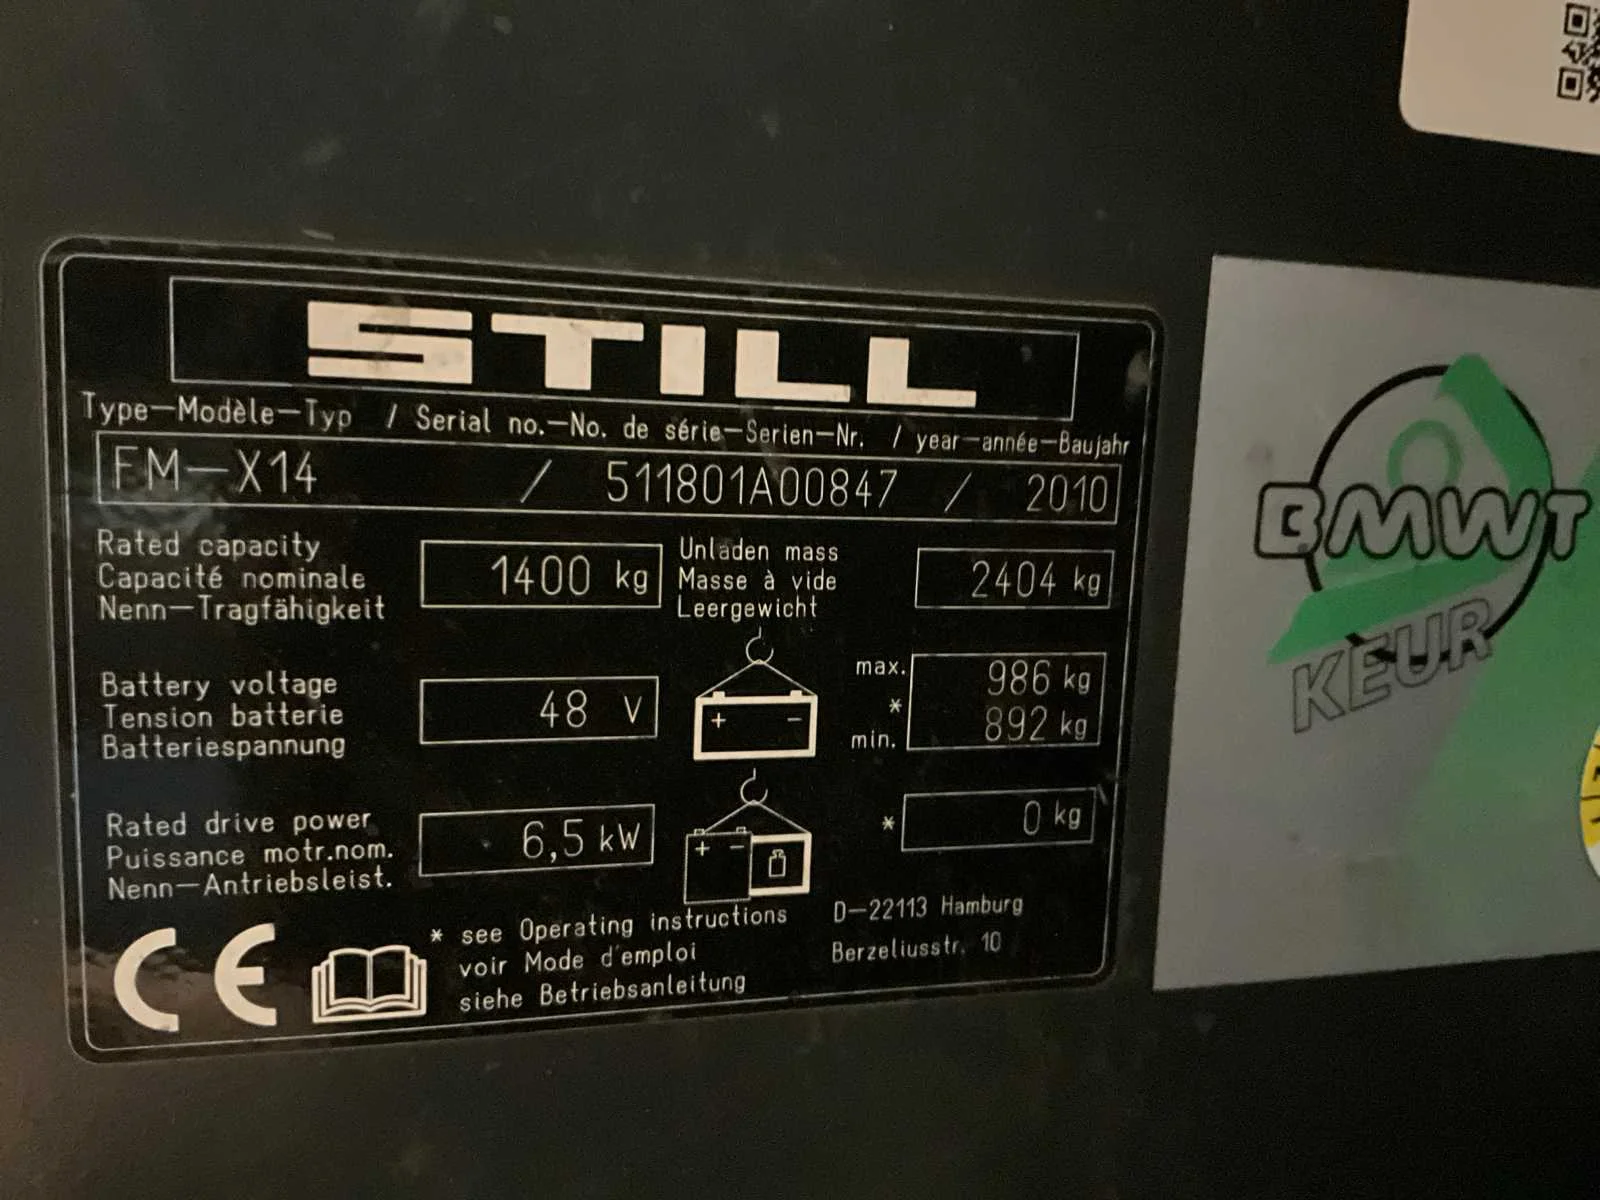 STILL
Type-Modèle-Typ / Serial no.-No. de série-Serien-Nr. / year-année-Baujahr
FM-X14 / 511801A00847 / 2010
Rated capacity
Capacité nominale
Nenn-Tragfähigkeit
1400 kg
Unladen mass
Masse à vide
Leergewicht
2404 kg
Battery voltage
Tension batterie
Batteriespannung
48 V
+ -
max. 986 kg
*
min. 892 kg
Rated drive power
Puissance motr.nom.
Nenn-Antriebsleist.
6,5 kW
+ -
* 0 kg
CE
* see Operating instructions
voir Mode d'emploi
siehe Betriebsanleitung
D-22113 Hamburg
Berzeliusstr. 10
BMWT
KEUR